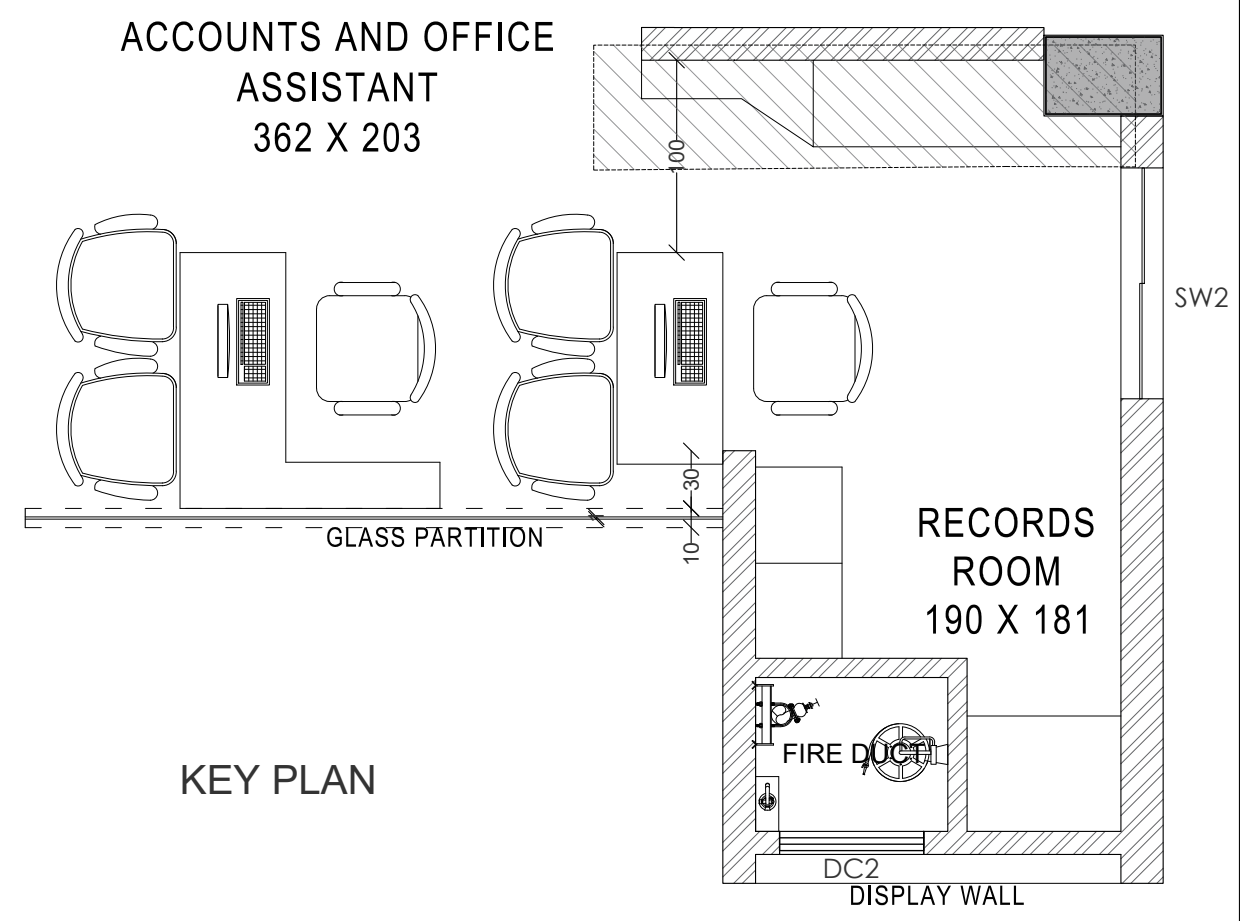 ACCOUNTS AND OFFICE
ASSISTANT
362 X 203
100
SW2
30
GLASS PARTITION
10
RECORDS
ROOM
190 X 181
FIRE DUCT
KEY PLAN
DC2
DISPLAY WALL